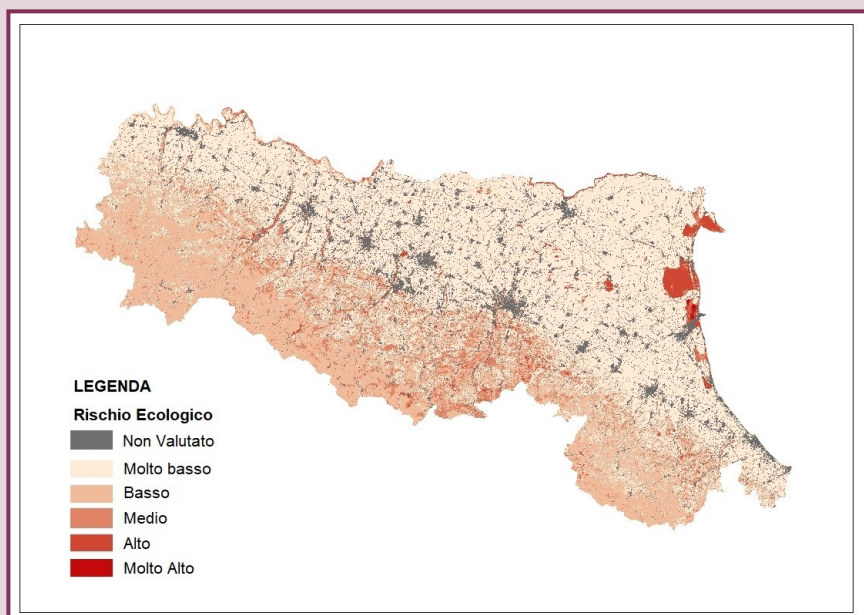 LEGENDA
Rischio Ecologico
Non Valutato
Molto basso
Basso
Medio
Alto
Molto Alto